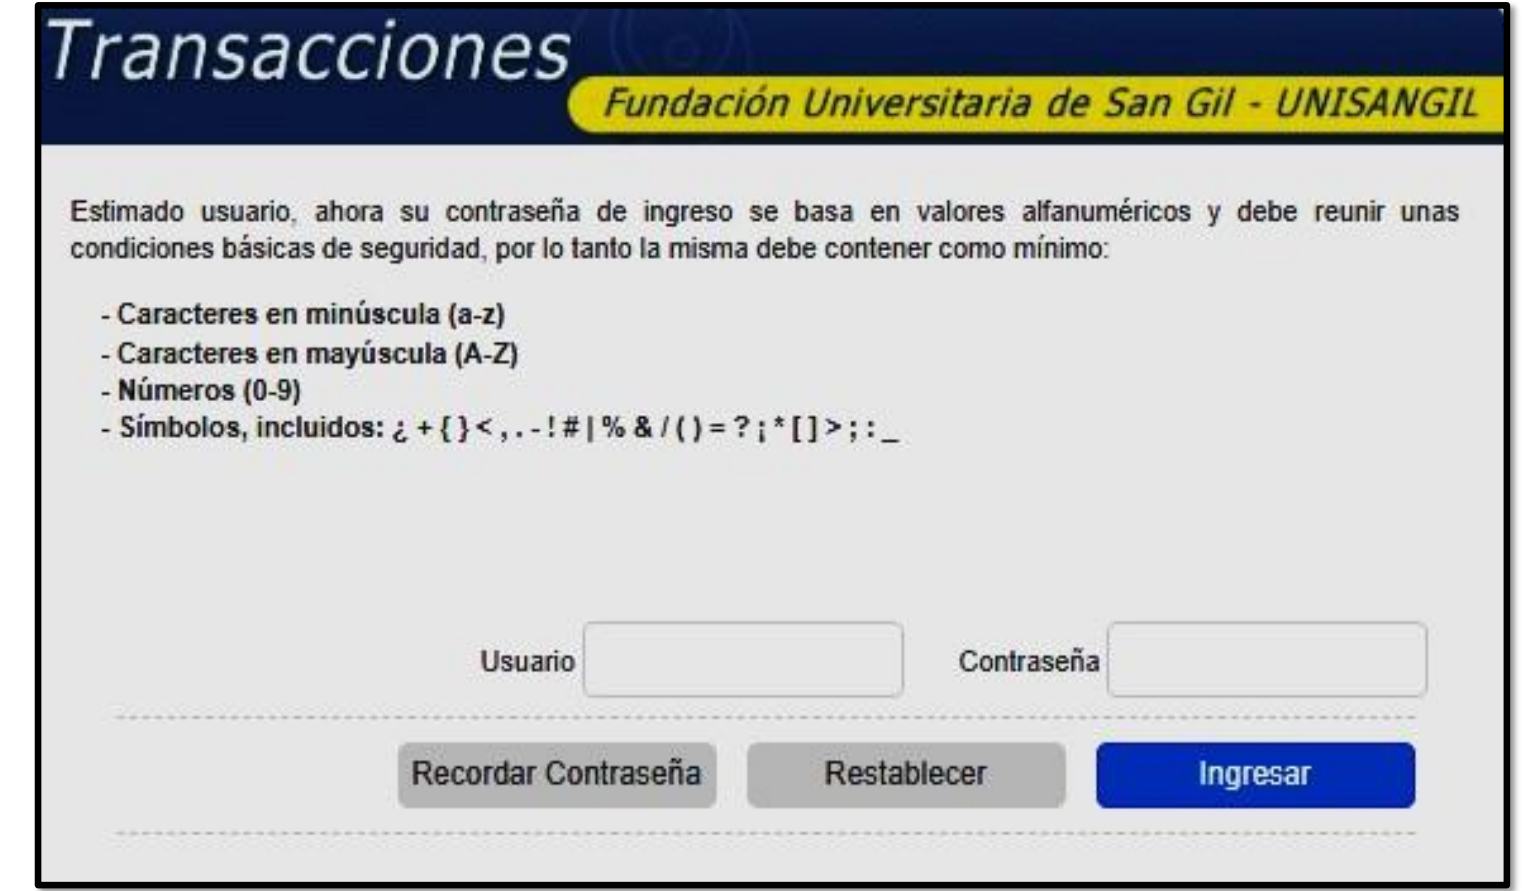 Transacciones
Fundación Universitaria de San Gil - UNISANGIL
Estimado usuario, ahora su contraseña de ingreso se basa en valores alfanuméricos y debe reunir unas
condiciones básicas de seguridad, por lo tanto la misma debe contener como mínimo:
- Caracteres en minúscula (a-z)
- Caracteres en mayúscula (A-Z)
- Números (0-9)
- Símbolos, incluidos: ¿ + { } < , . - ! # | % & / ( ) = ? ¡ * [ ] > ; : _
Usuario
Contraseña
Recordar Contraseña
Restablecer
Ingresar